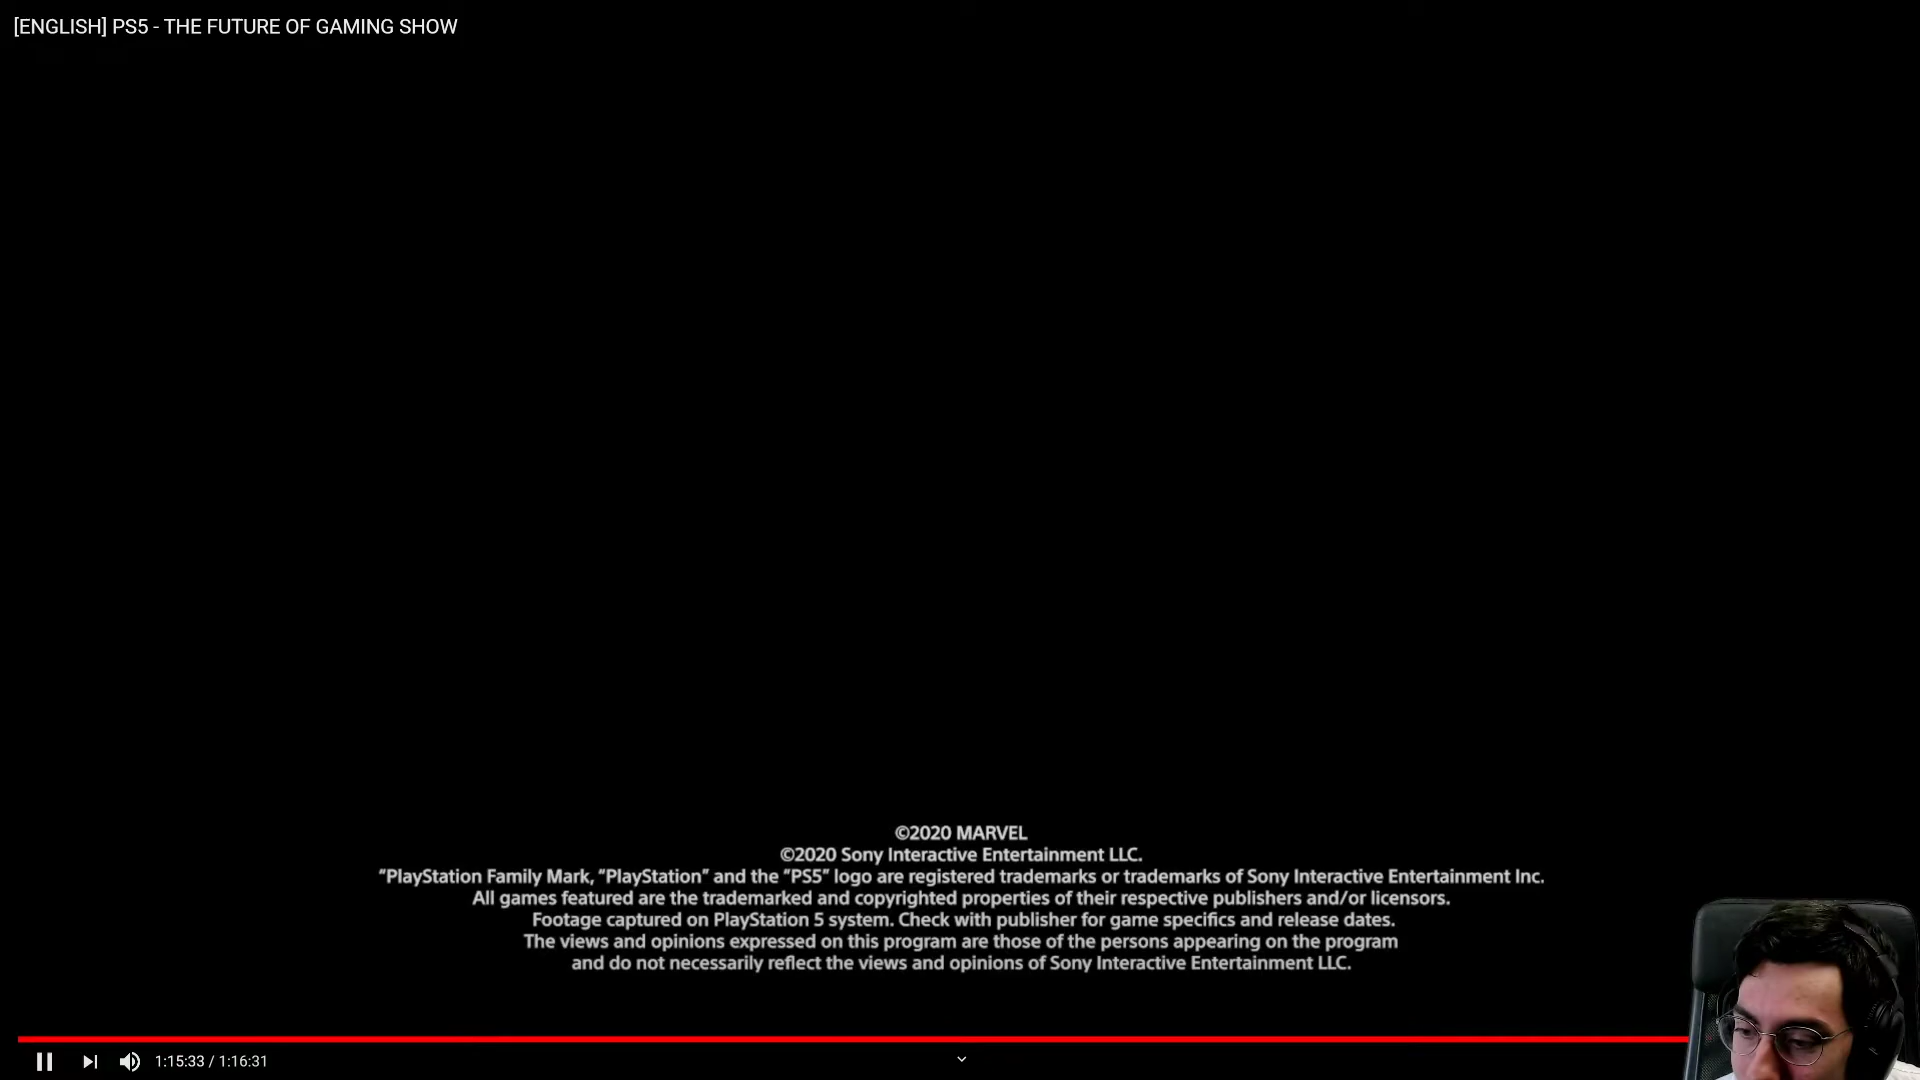 [ENGLISH] PS5 - THE FUTURE OF GAMING SHOW
©2020 MARVEL
©2020 Sony Interactive Entertainment LLC.
“PlayStation Family Mark, “PlayStation” and the “PS5” logo are registered trademarks or trademarks of Sony Interactive Entertainment Inc.
All games featured are the trademarked and copyrighted properties of their respective publishers and/or licensors.
Footage captured on PlayStation 5 system. Check with publisher for game specifics and release dates.
The views and opinions expressed on this program are those of the persons appearing on the program
and do not necessarily reflect the views and opinions of Sony Interactive Entertainment LLC.
1:15:33 / 1:16:31